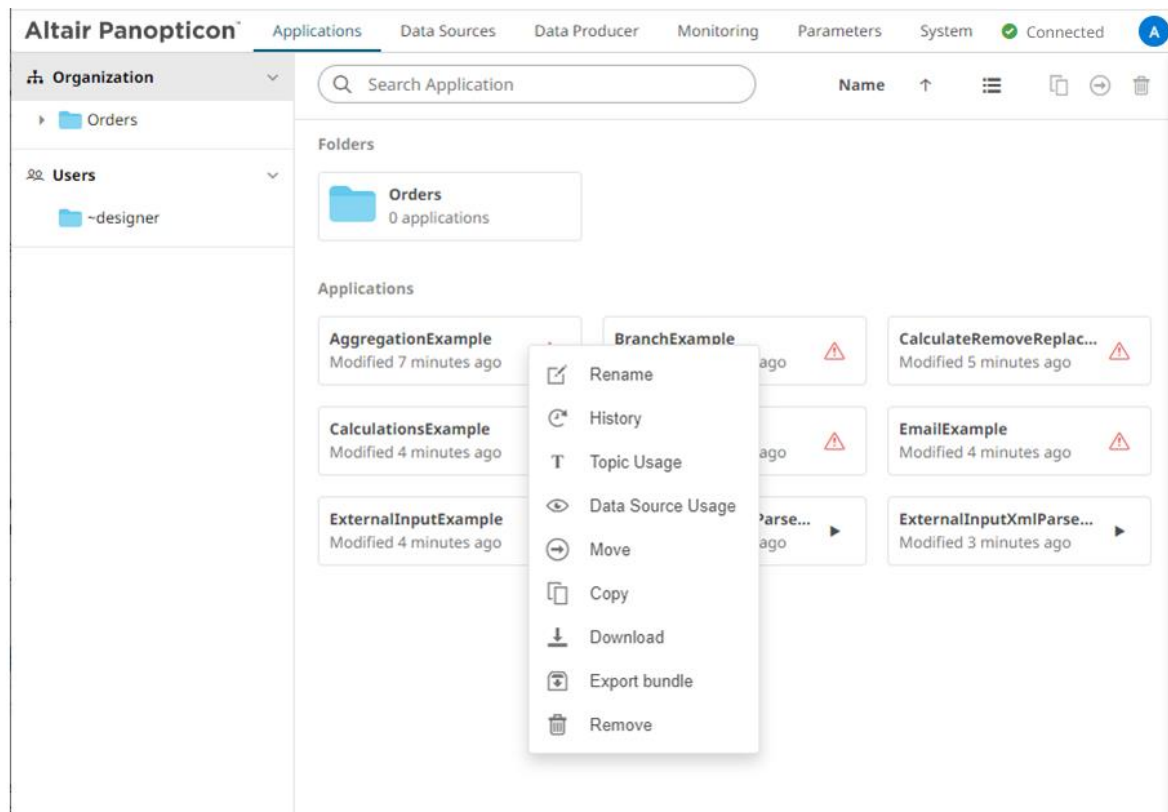 Altair Panopticon™
Applications Data Sources Data Producer Monitoring Parameters System Connected A
Organization
Orders
Users
~designer
Search Application
Name
Folders
Orders
0 applications
Applications
AggregationExample
Modified 7 minutes ago
BranchExample
ago
CalculateRemoveReplac...
Modified 5 minutes ago
CalculationsExample
Modified 4 minutes ago
ago
EmailExample
Modified 4 minutes ago
ExternalInputExample
Modified 4 minutes ago
Parse...
ago
ExternalInputXmlParse...
Modified 3 minutes ago
Rename
History
T Topic Usage
Data Source Usage
Move
Copy
Download
Export bundle
Remove